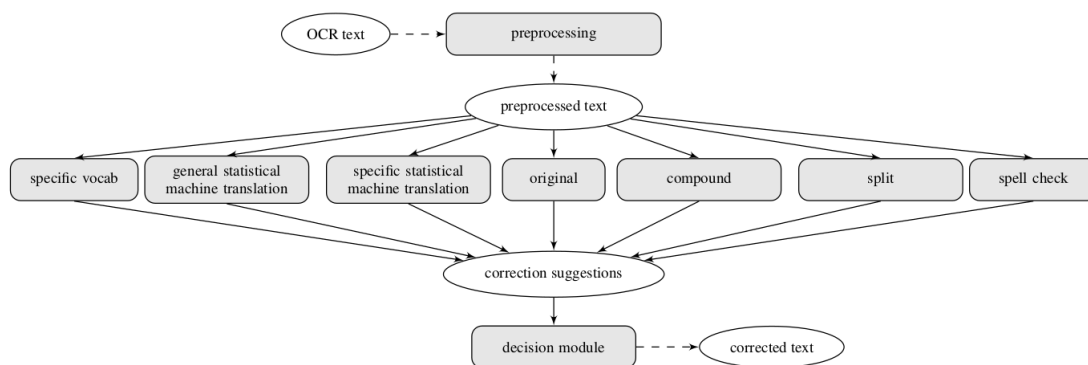 OCR text
preprocessing
preprocessed text
specific vocab
general statistical
machine translation
specific statistical
machine translation
original
compound
split
spell check
correction suggestions
decision module
corrected text